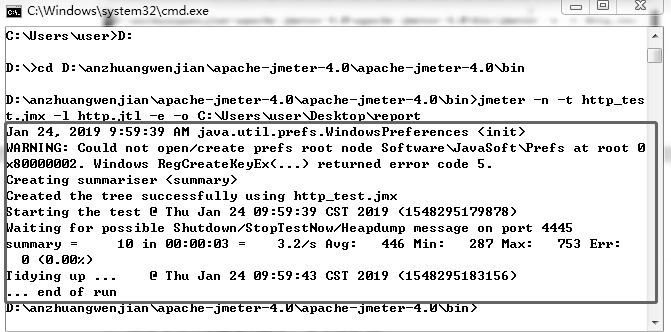 C:\Windows\system32\cmd.exe
C:\Users\user>D:
D:\>cd D:\anzhuangwenjian\apache-jmeter-4.0\apache-jmeter-4.0\bin
D:\anzhuangwenjian\apache-jmeter-4.0\apache-jmeter-4.0\bin>jmeter -n -t http_tes
t.jmx -l http.jtl -e -o C:\Users\user\Desktop\report
Jan 24, 2019 9:59:39 AM java.util.prefs.WindowsPreferences <init>
WARNING: Could not open/create prefs root node Software\JavaSoft\Prefs at root 0
x80000002. Windows RegCreateKeyEx(...) returned error code 5.
Creating summariser <summary>
Created the tree successfully using http_test.jmx
Starting the test @ Thu Jan 24 09:59:39 CST 2019 (1548295179878)
Waiting for possible Shutdown/StopTestNow/Heapdump message on port 4445
summary =     10 in 00:00:03 =    3.2/s Avg:   446 Min:   287 Max:   753 Err:
  0 (0.00%)
Tidying up ...    @ Thu Jan 24 09:59:43 CST 2019 (1548295183156)
... end of run
D:\anzhuangwenjian\apache-jmeter-4.0\apache-jmeter-4.0\bin>